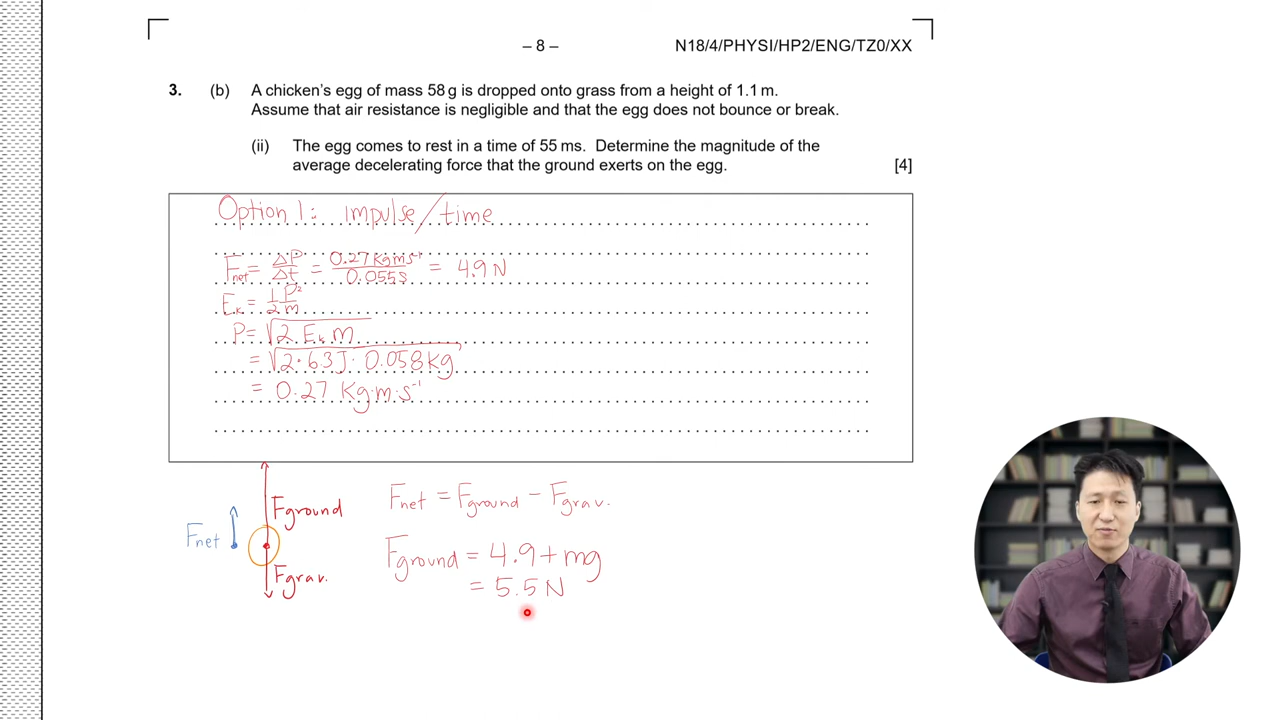 – 8 –
N18/4/PHYSI/HP2/ENG/TZ0/XX
3. (b) A chicken's egg of mass 58 g is dropped onto grass from a height of 1.1 m.
Assume that air resistance is negligible and that the egg does not bounce or break.
(ii) The egg comes to rest in a time of 55 ms. Determine the magnitude of the
average decelerating force that the ground exerts on the egg. [4]
Option 1: impulse/time
Fnet = ΔP/Δt = 0.27 kgms⁻¹/0.055s = 4.9N
Ek = 1/2 P²/m
P = √2 Ek m
= √2·63J·0.058kg
= 0.27 Kg·m·s⁻¹
Fground
Fnet
Fgrav.
Fnet = Fground − Fgrav.
Fground = 4.9 + mg
= 5.5 N